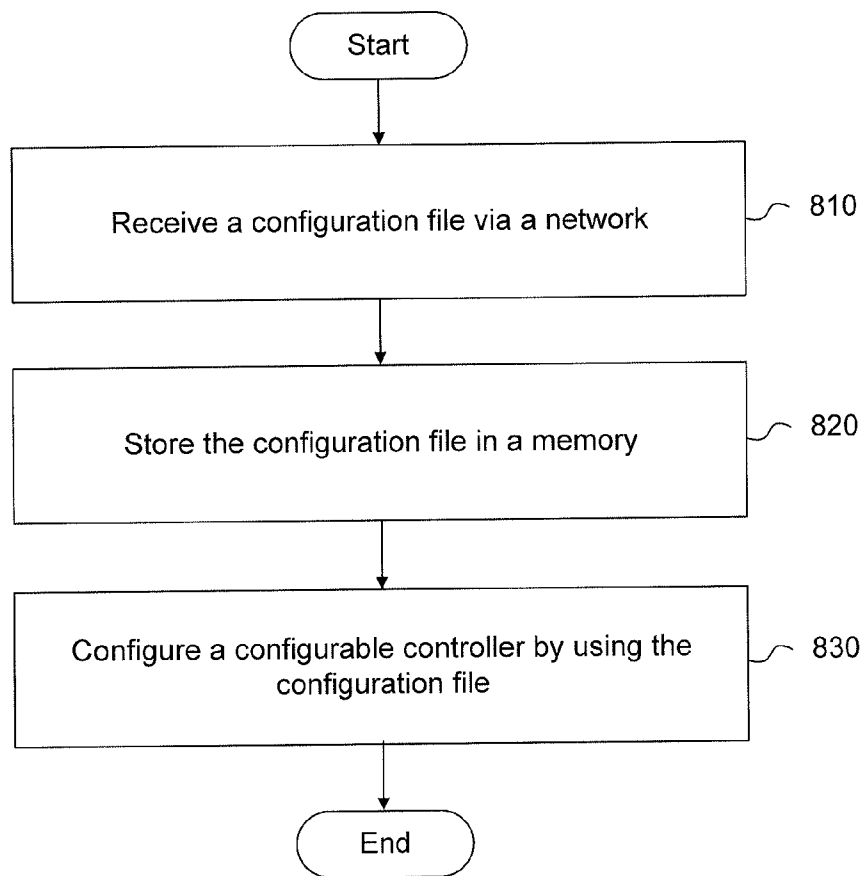 Start
Receive a configuration file via a network
810
Store the configuration file in a memory
820
Configure a configurable controller by using the
configuration file
830
End